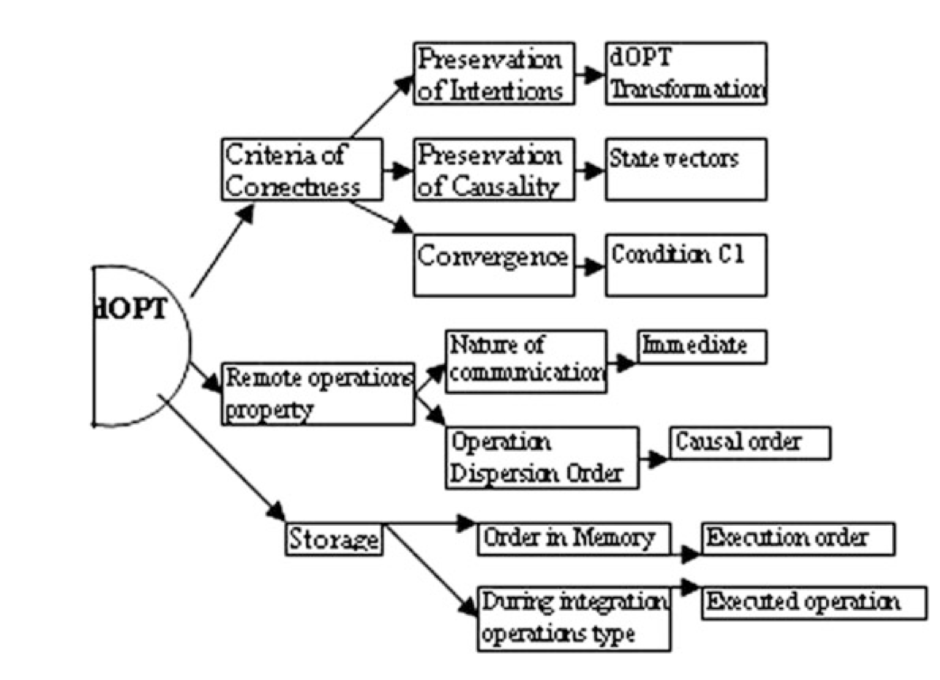 Preservation
of Intentions
dOPT
Transformation
Criteria of
Correctness
Preservation
of Causality
State vectors
Convergence
Condition C1
dOPT
Nature of
communication
Immediate
Remote operations
property
Operation
Dispersion Order
Causal order
Storage
Order in Memory
Execution order
During integration
operations type
Executed operation